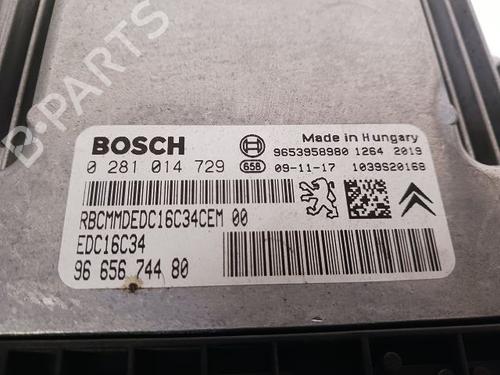 B-PARTS
BOSCH
Made in Hungary
9653958980 1264 2019
0 281 014 729 656 09-11-17 1039S20168
RBCMMDEDC16C34CEM 00
EDC16C34
96 656 744 80